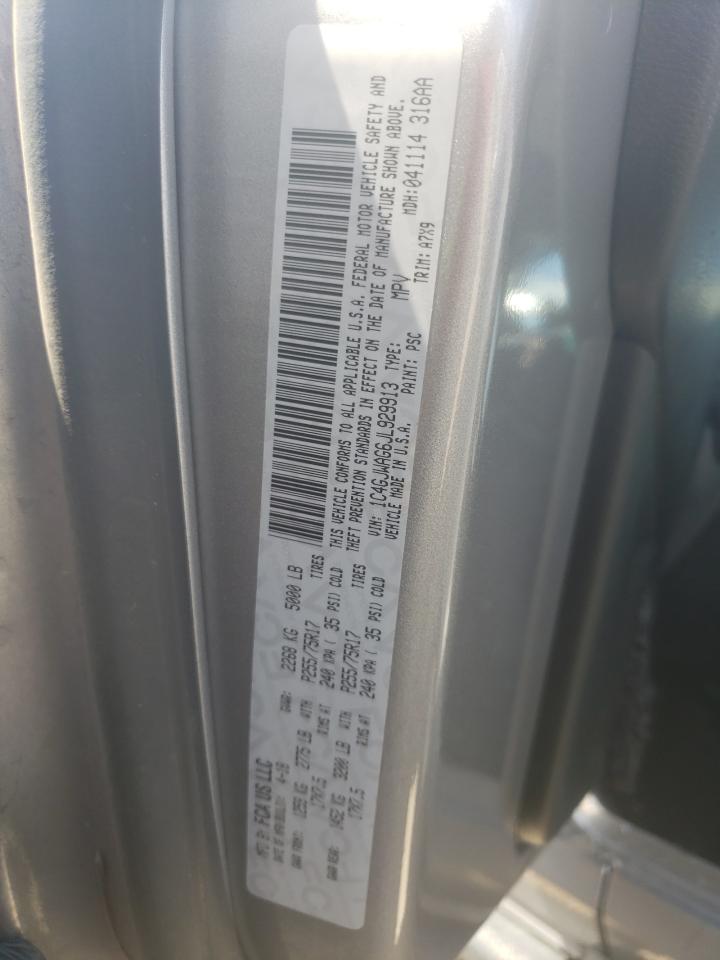 MFD BY: FCA US LLC
DATE OF MFR: 4-18 GVWR: 2268 KG 5000 LB
GAWR FRONT: 1259 KG 2775 LB WITH P255/75R17 TIRES
17X7.5 RIMS AT 240 KPA ( 35 PSI) COLD
GAWR REAR: 1452 KG 3200 LB WITH P255/75R17 TIRES
17X7.5 RIMS AT 240 KPA ( 35 PSI) COLD
THIS VEHICLE CONFORMS TO ALL APPLICABLE U.S.A. FEDERAL MOTOR VEHICLE SAFETY AND
THEFT PREVENTION STANDARDS IN EFFECT ON THE DATE OF MANUFACTURE SHOWN ABOVE.
VIN: 1C4GJWAG6JL929913 TYPE: MPV MDH:041114 316AA
VEHICLE MADE IN U.S.A. PAINT: PSC TRIM: A7X9